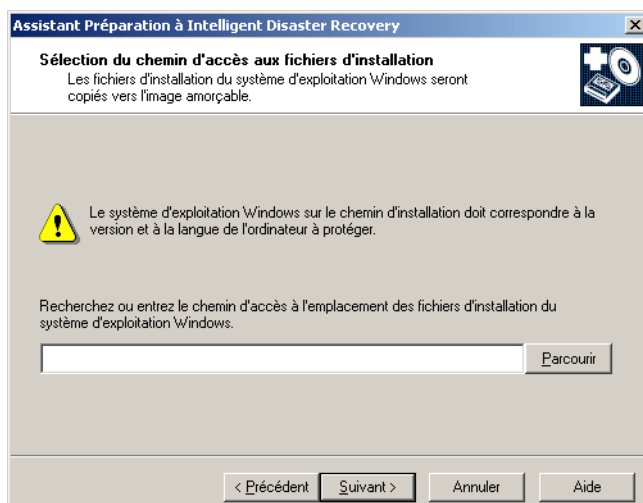 Assistant Préparation à Intelligent Disaster Recovery
Sélection du chemin d'accès aux fichiers d'installation
Les fichiers d'installation du système d'exploitation Windows seront
copiés vers l'image amorçable.
Le système d'exploitation Windows sur le chemin d'installation doit correspondre à la
version et à la langue de l'ordinateur à protéger.
Recherchez ou entrez le chemin d'accès à l'emplacement des fichiers d'installation du
système d'exploitation Windows.
Parcourir
< Précédent Suivant > Annuler Aide